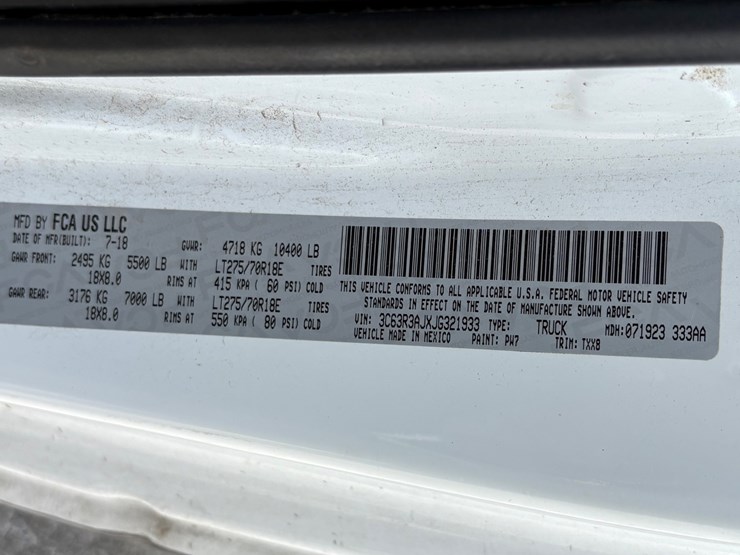 MFD BY FCA US LLC
DATE OF MFR(BUILT): 7-18 GVWR: 4718 KG 10400 LB
GAWR FRONT: 2495 KG 5500 LB WITH LT275/70R18E TIRES
18X8.0 RIMS AT 415 KPA ( 60 PSI) COLD
GAWR REAR: 3176 KG 7000 LB WITH LT275/70R18E TIRES
18X8.0 RIMS AT 550 KPA ( 80 PSI) COLD
THIS VEHICLE CONFORMS TO ALL APPLICABLE U.S.A. FEDERAL MOTOR VEHICLE SAFETY
STANDARDS IN EFFECT ON THE DATE OF MANUFACTURE SHOWN ABOVE.
VIN: 3C63R3AJXJG321933 TYPE: TRUCK MDH: 071923 333AA
VEHICLE MADE IN MEXICO PAINT: PW7 TRIM: TXX8